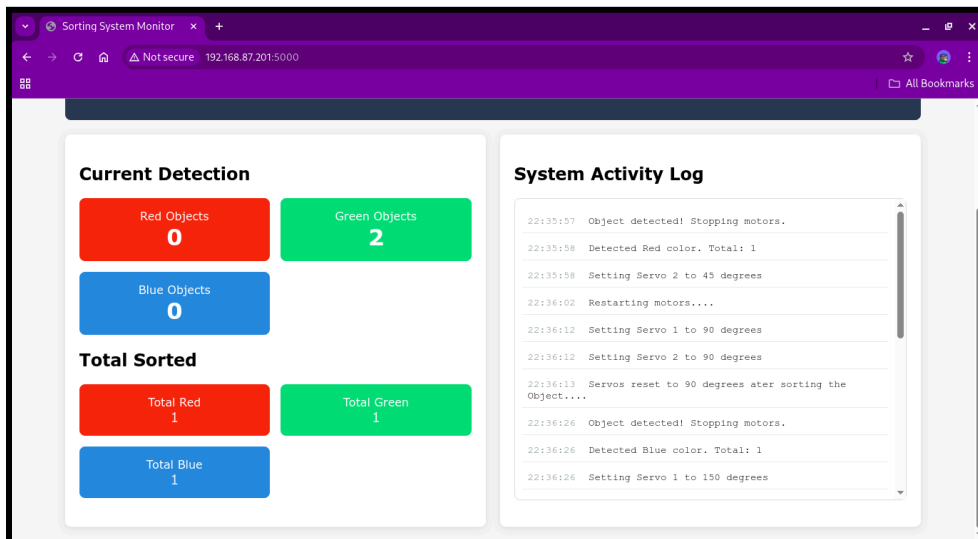 Sorting System Monitor
Not secure 192.168.87.201:5000
All Bookmarks
Current Detection
Red Objects
0
Green Objects
2
Blue Objects
0
Total Sorted
Total Red
1
Total Green
1
Total Blue
1
System Activity Log
22:35:57 Object detected! Stopping motors.
22:35:58 Detected Red color. Total: 1
22:35:58 Setting Servo 2 to 45 degrees
22:36:02 Restarting motors....
22:36:12 Setting Servo 1 to 90 degrees
22:36:12 Setting Servo 2 to 90 degrees
22:36:13 Servos reset to 90 degrees ater sorting the
Object....
22:36:26 Object detected! Stopping motors.
22:36:26 Detected Blue color. Total: 1
22:36:26 Setting Servo 1 to 150 degrees